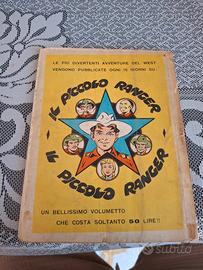 LE PIÙ DIVERTENTI AVVENTURE DEL WEST
VENGONO PUBBLICATE OGNI 15 GIORNI SU
IL PICCOLO RANGER
IL PICCOLO RANGER
UN BELLISSIMO VOLUMETTO
CHE COSTA SOLTANTO 50 LIRE!!
subito